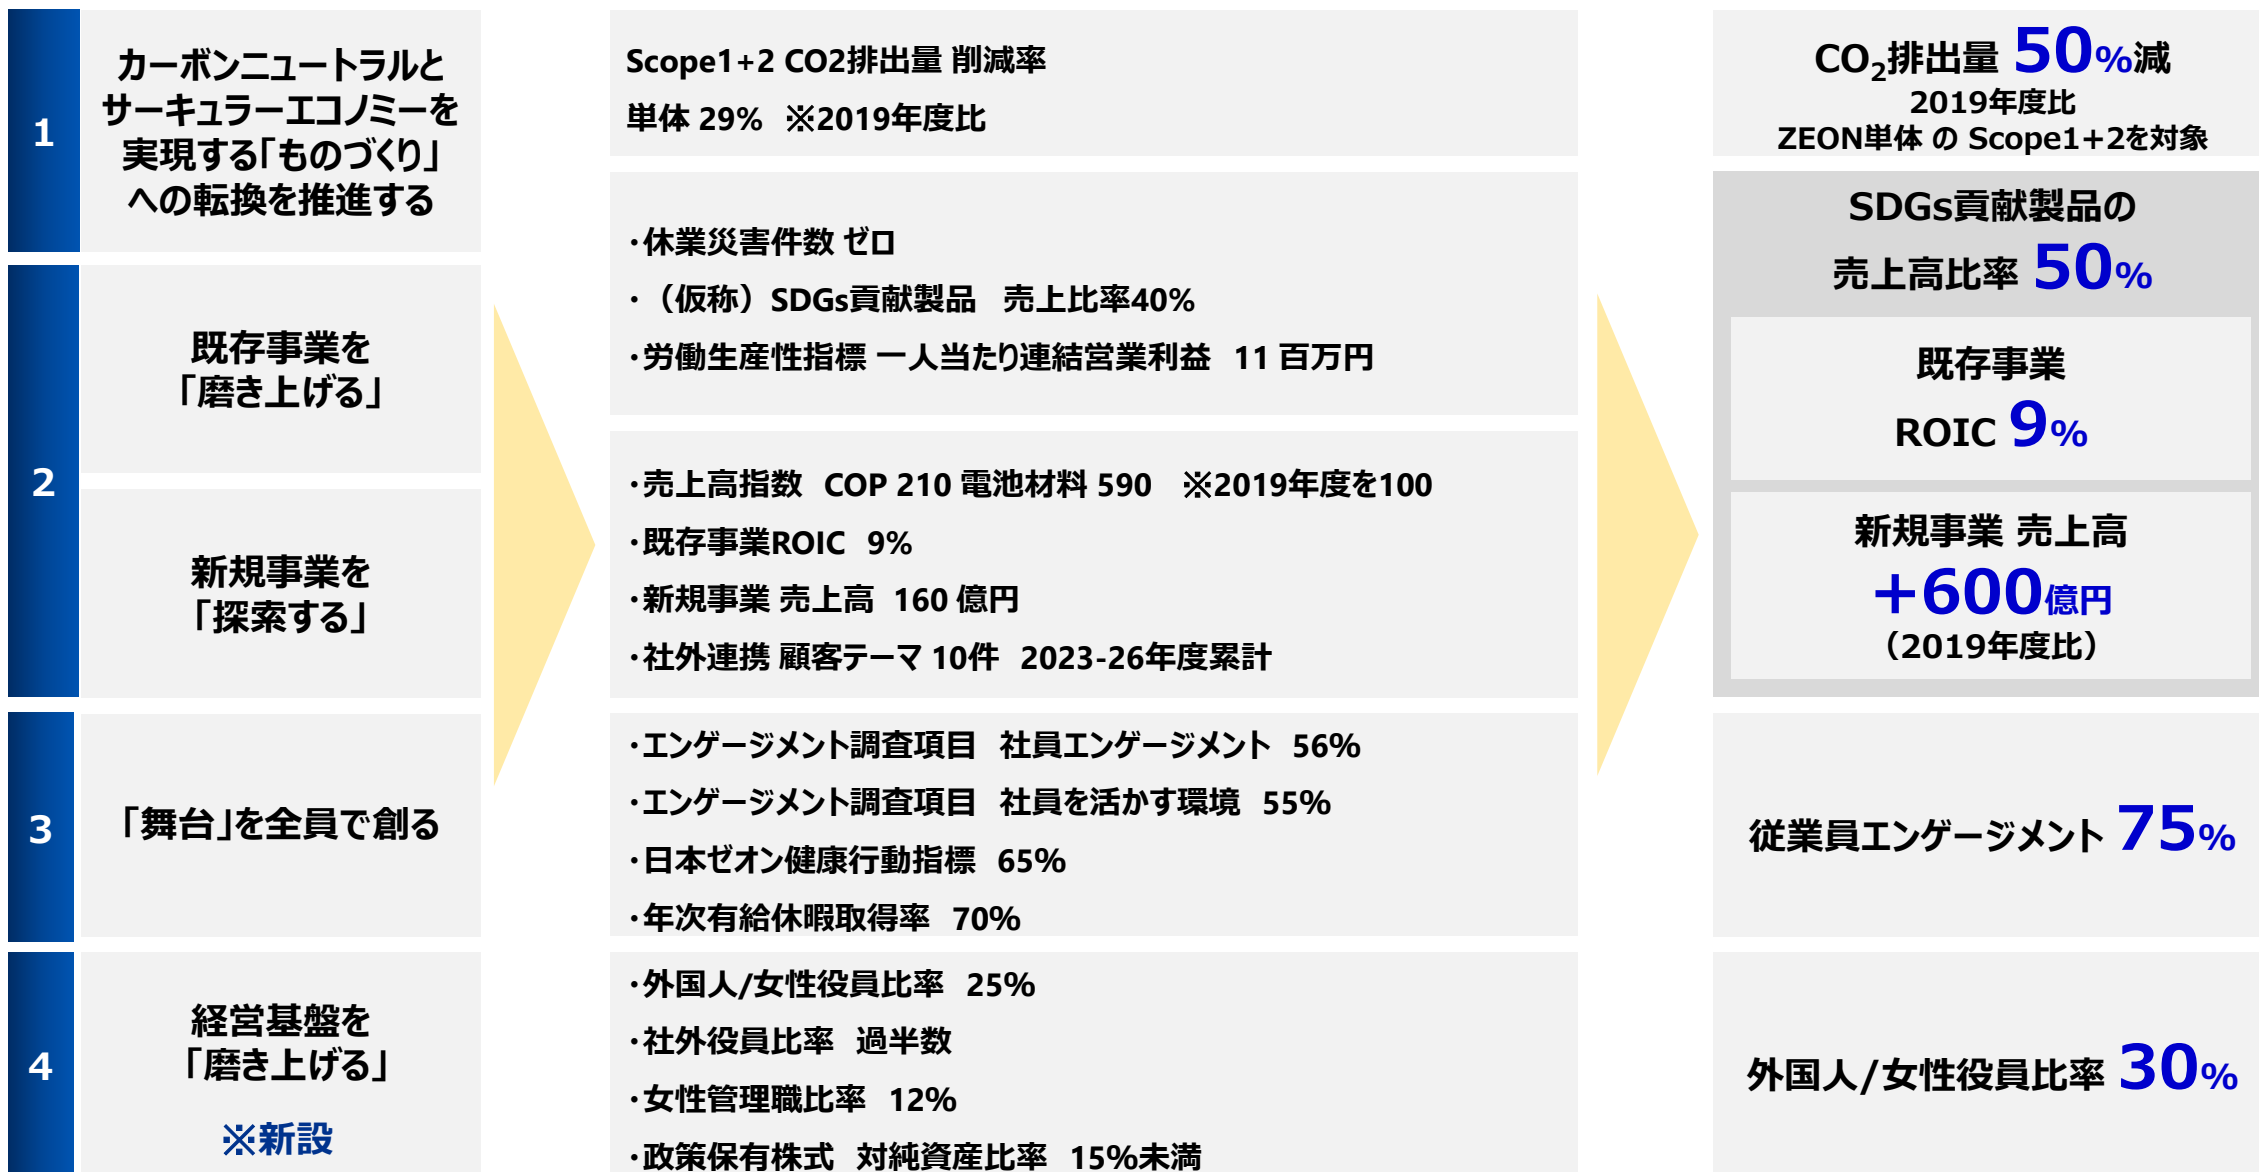 1
カーボンニュートラルと
サーキュラーエコノミーを
実現する「ものづくり」
への転換を推進する
2
既存事業を
「磨き上げる」
新規事業を
「探索する」
3
「舞台」を全員で創る
4
経営基盤を
「磨き上げる」
※新設
Scope1+2 CO2排出量 削減率
単体 29% ※2019年度比
・休業災害件数 ゼロ
・（仮称）SDGs貢献製品 売上比率40%
・労働生産性指標 一人当たり連結営業利益 11 百万円
・売上高指数 COP 210 電池材料 590 ※2019年度を100
・既存事業ROIC 9%
・新規事業 売上高 160 億円
・社外連携 顧客テーマ 10件 2023-26年度累計
・エンゲージメント調査項目 社員エンゲージメント 56%
・エンゲージメント調査項目 社員を活かす環境 55%
・日本ゼオン健康行動指標 65%
・年次有給休暇取得率 70%
・外国人/女性役員比率 25%
・社外役員比率 過半数
・女性管理職比率 12%
・政策保有株式 対純資産比率 15%未満
CO₂排出量 50%減
2019年度比
ZEON単体 の Scope1+2を対象
SDGs貢献製品の
売上高比率 50%
既存事業
ROIC 9%
新規事業 売上高
+600億円
（2019年度比）
従業員エンゲージメント 75%
外国人/女性役員比率 30%